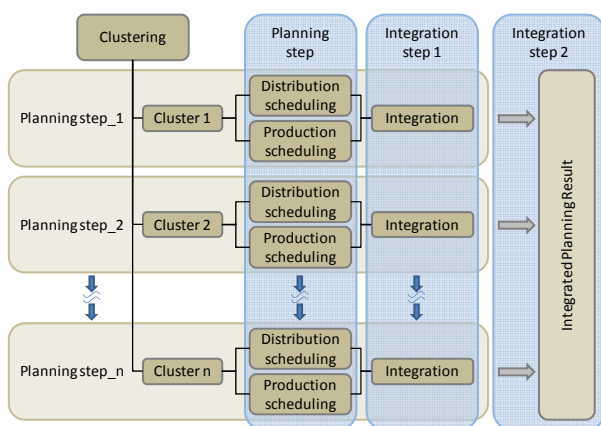 Clustering
Planning
step
Integration
step 1
Integration
step 2
Planning step_1
Cluster 1
Distribution
scheduling
Production
scheduling
Integration
Planning step_2
Cluster 2
Distribution
scheduling
Production
scheduling
Integration
Planning step_n
Cluster n
Distribution
scheduling
Production
scheduling
Integration
Integrated Planning Result